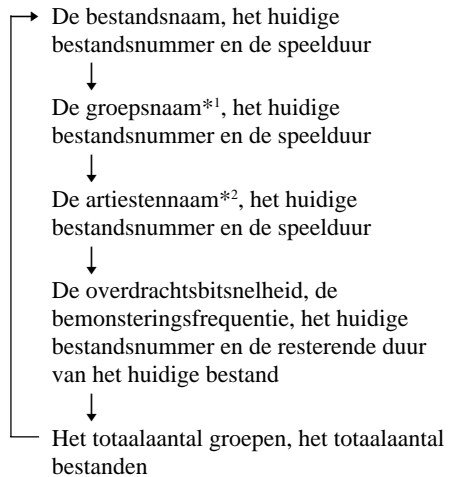 De bestandsnaam, het huidige
bestandsnummer en de speelduur
De groepsnaam*1, het huidige
bestandsnummer en de speelduur
De artiestennaam*2, het huidige
bestandsnummer en de speelduur
De overdrachtsbitsnelheid, de
bemonsteringsfrequentie, het huidige
bestandsnummer en de resterende duur
van het huidige bestand
Het totaalaantal groepen, het totaalaantal
bestanden